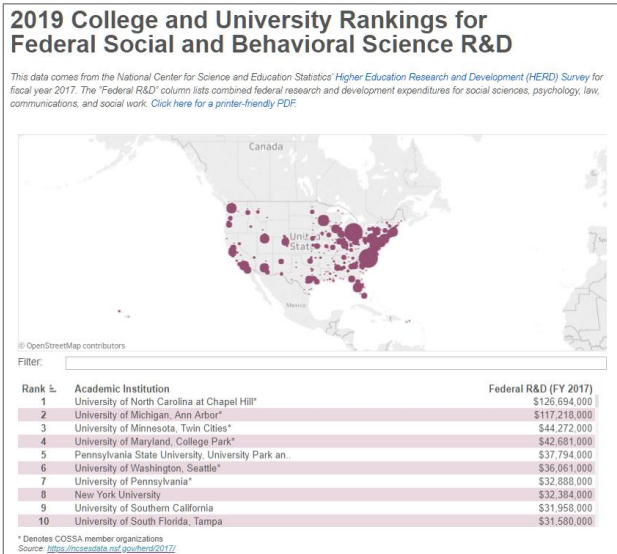 2019 College and University Rankings for
Federal Social and Behavioral Science R&D
This data comes from the National Center for Science and Education Statistics' Higher Education Research and Development (HERD) Survey for
fiscal year 2017. The "Federal R&D" column lists combined federal research and development expenditures for social sciences, psychology, law,
communications, and social work. Click here for a printer-friendly PDF.
Canada
United
States
Mexico
© OpenStreetMap contributors
Filter:
Rank Academic Institution Federal R&D (FY 2017)
1 University of North Carolina at Chapel Hill* $126,694,000
2 University of Michigan, Ann Arbor* $117,218,000
3 University of Minnesota, Twin Cities* $44,272,000
4 University of Maryland, College Park* $42,681,000
5 Pennsylvania State University, University Park an.. $37,794,000
6 University of Washington, Seattle* $36,061,000
7 University of Pennsylvania* $32,888,000
8 New York University $32,384,000
9 University of Southern California $31,958,000
10 University of South Florida, Tampa $31,580,000
* Denotes COSSA member organizations
Source: https://ncsesdata.nsf.gov/herd/2017/